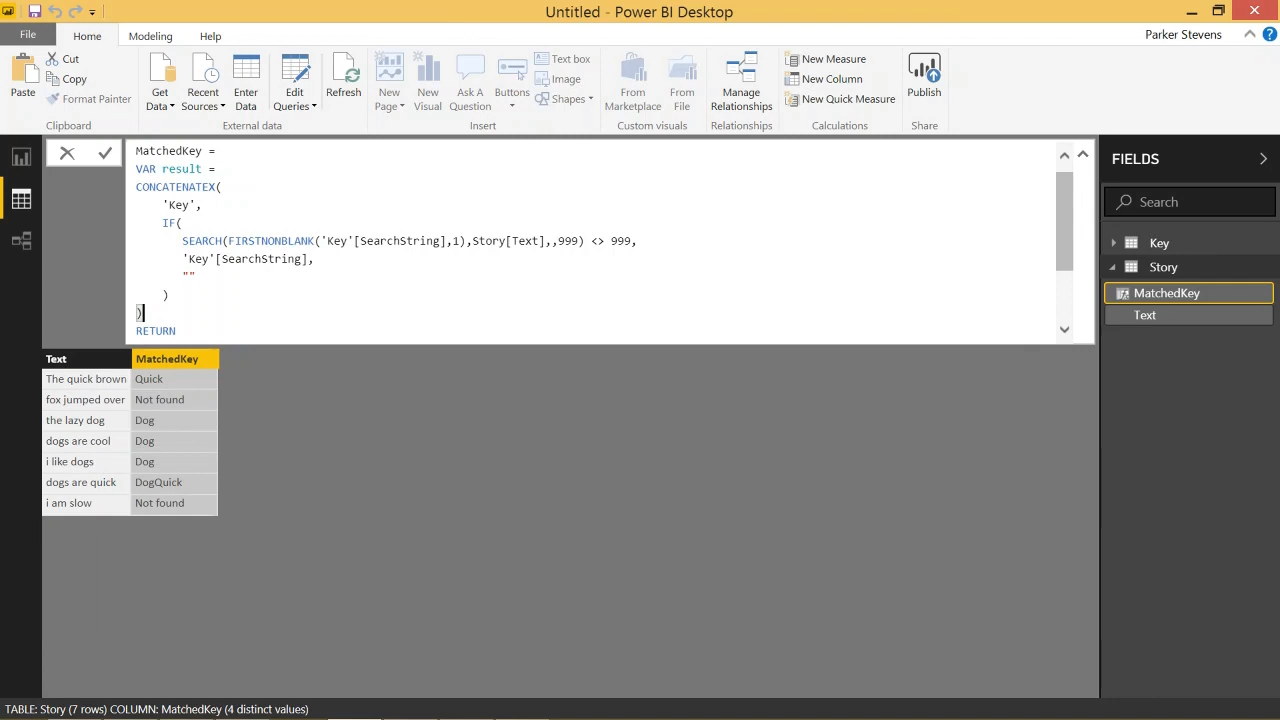 Untitled - Power BI Desktop
File
Home
Modeling
Help
Parker Stevens
Paste
Cut
Copy
Format Painter
Clipboard
Get Data
Recent Sources
Enter Data
Edit Queries
Refresh
External data
New Page
New Visual
Ask A Question
Buttons
Text box
Image
Shapes
Insert
From Marketplace
From File
Custom visuals
Manage Relationships
Relationships
New Measure
New Column
New Quick Measure
Calculations
Publish
Share
MatchedKey =
VAR result =
CONCATENATEX(
'Key',
IF(
SEARCH(FIRSTNONBLANK('Key'[SearchString],1),Story[Text],,999) <> 999,
'Key'[SearchString],
""
)
)
RETURN
Text MatchedKey
The quick brown Quick
fox jumped over Not found
the lazy dog Dog
dogs are cool Dog
i like dogs Dog
dogs are quick DogQuick
i am slow Not found
FIELDS
Search
Key
Story
MatchedKey
Text
TABLE: Story (7 rows) COLUMN: MatchedKey (4 distinct values)